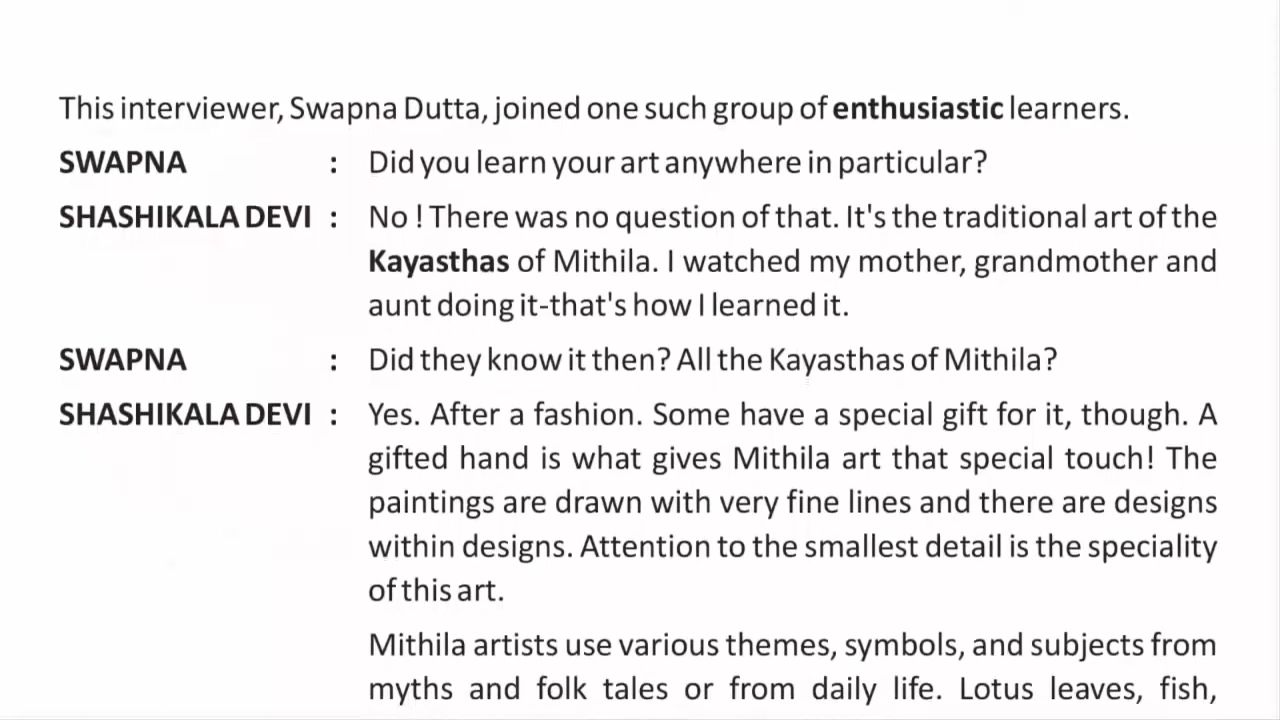 This interviewer, Swapna Dutta, joined one such group of enthusiastic learners.
SWAPNA : Did you learn your art anywhere in particular?
SHASHIKALA DEVI : No ! There was no question of that. It's the traditional art of the
Kayasthas of Mithila. I watched my mother, grandmother and
aunt doing it-that's how I learned it.
SWAPNA : Did they know it then? All the Kayasthas of Mithila?
SHASHIKALA DEVI : Yes. After a fashion. Some have a special gift for it, though. A
gifted hand is what gives Mithila art that special touch! The
paintings are drawn with very fine lines and there are designs
within designs. Attention to the smallest detail is the speciality
of this art.
Mithila artists use various themes, symbols, and subjects from
myths and folk tales or from daily life. Lotus leaves, fish,